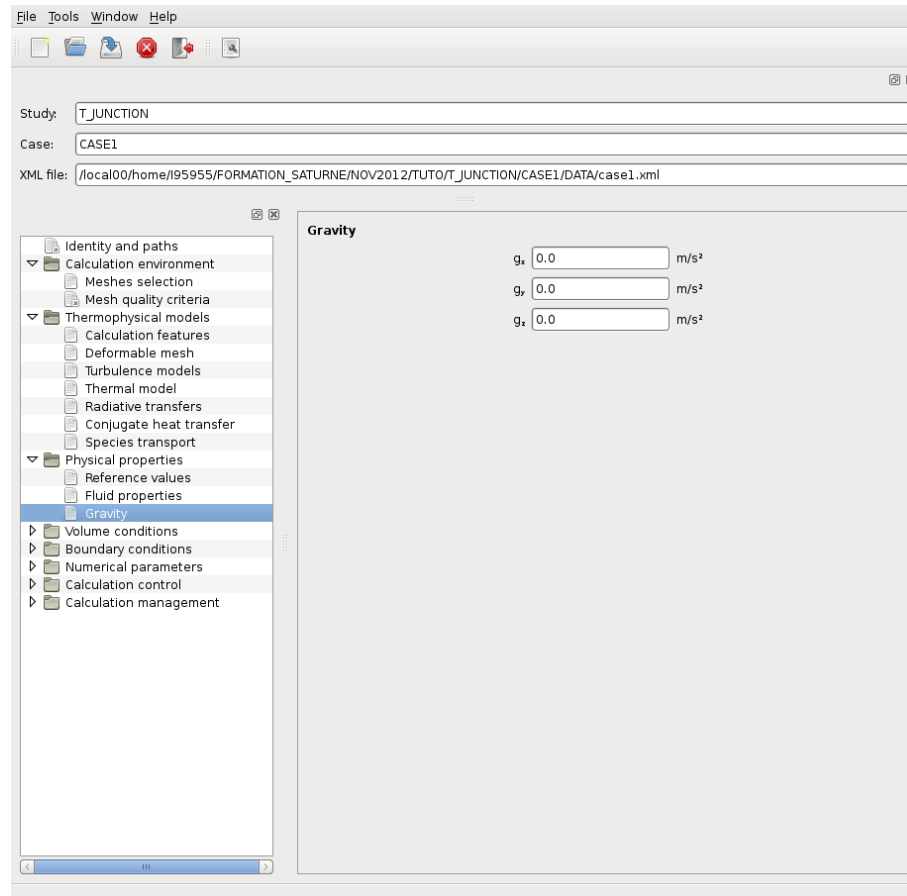 File Tools Window Help
Study: T_JUNCTION
Case: CASE1
XML file: /local00/home/I95955/FORMATION_SATURNE/NOV2012/TUTO/T_JUNCTION/CASE1/DATA/case1.xml
Identity and paths
Calculation environment
Meshes selection
Mesh quality criteria
Thermophysical models
Calculation features
Deformable mesh
Turbulence models
Thermal model
Radiative transfers
Conjugate heat transfer
Species transport
Physical properties
Reference values
Fluid properties
Gravity
Volume conditions
Boundary conditions
Numerical parameters
Calculation control
Calculation management
Gravity
gₓ 0.0 m/s²
gᵧ 0.0 m/s²
g_z 0.0 m/s²